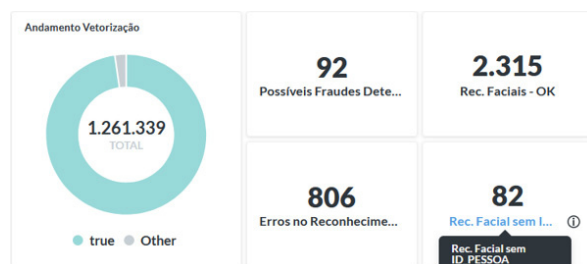 Andamento Vetorização
1.261.339
TOTAL
true
Other
92
Possíveis Fraudes Dete...
2.315
Rec. Faciais - OK
806
Erros no Reconhecime...
82
Rec. Facial sem I...
Rec. Facial sem
ID_PESSOA